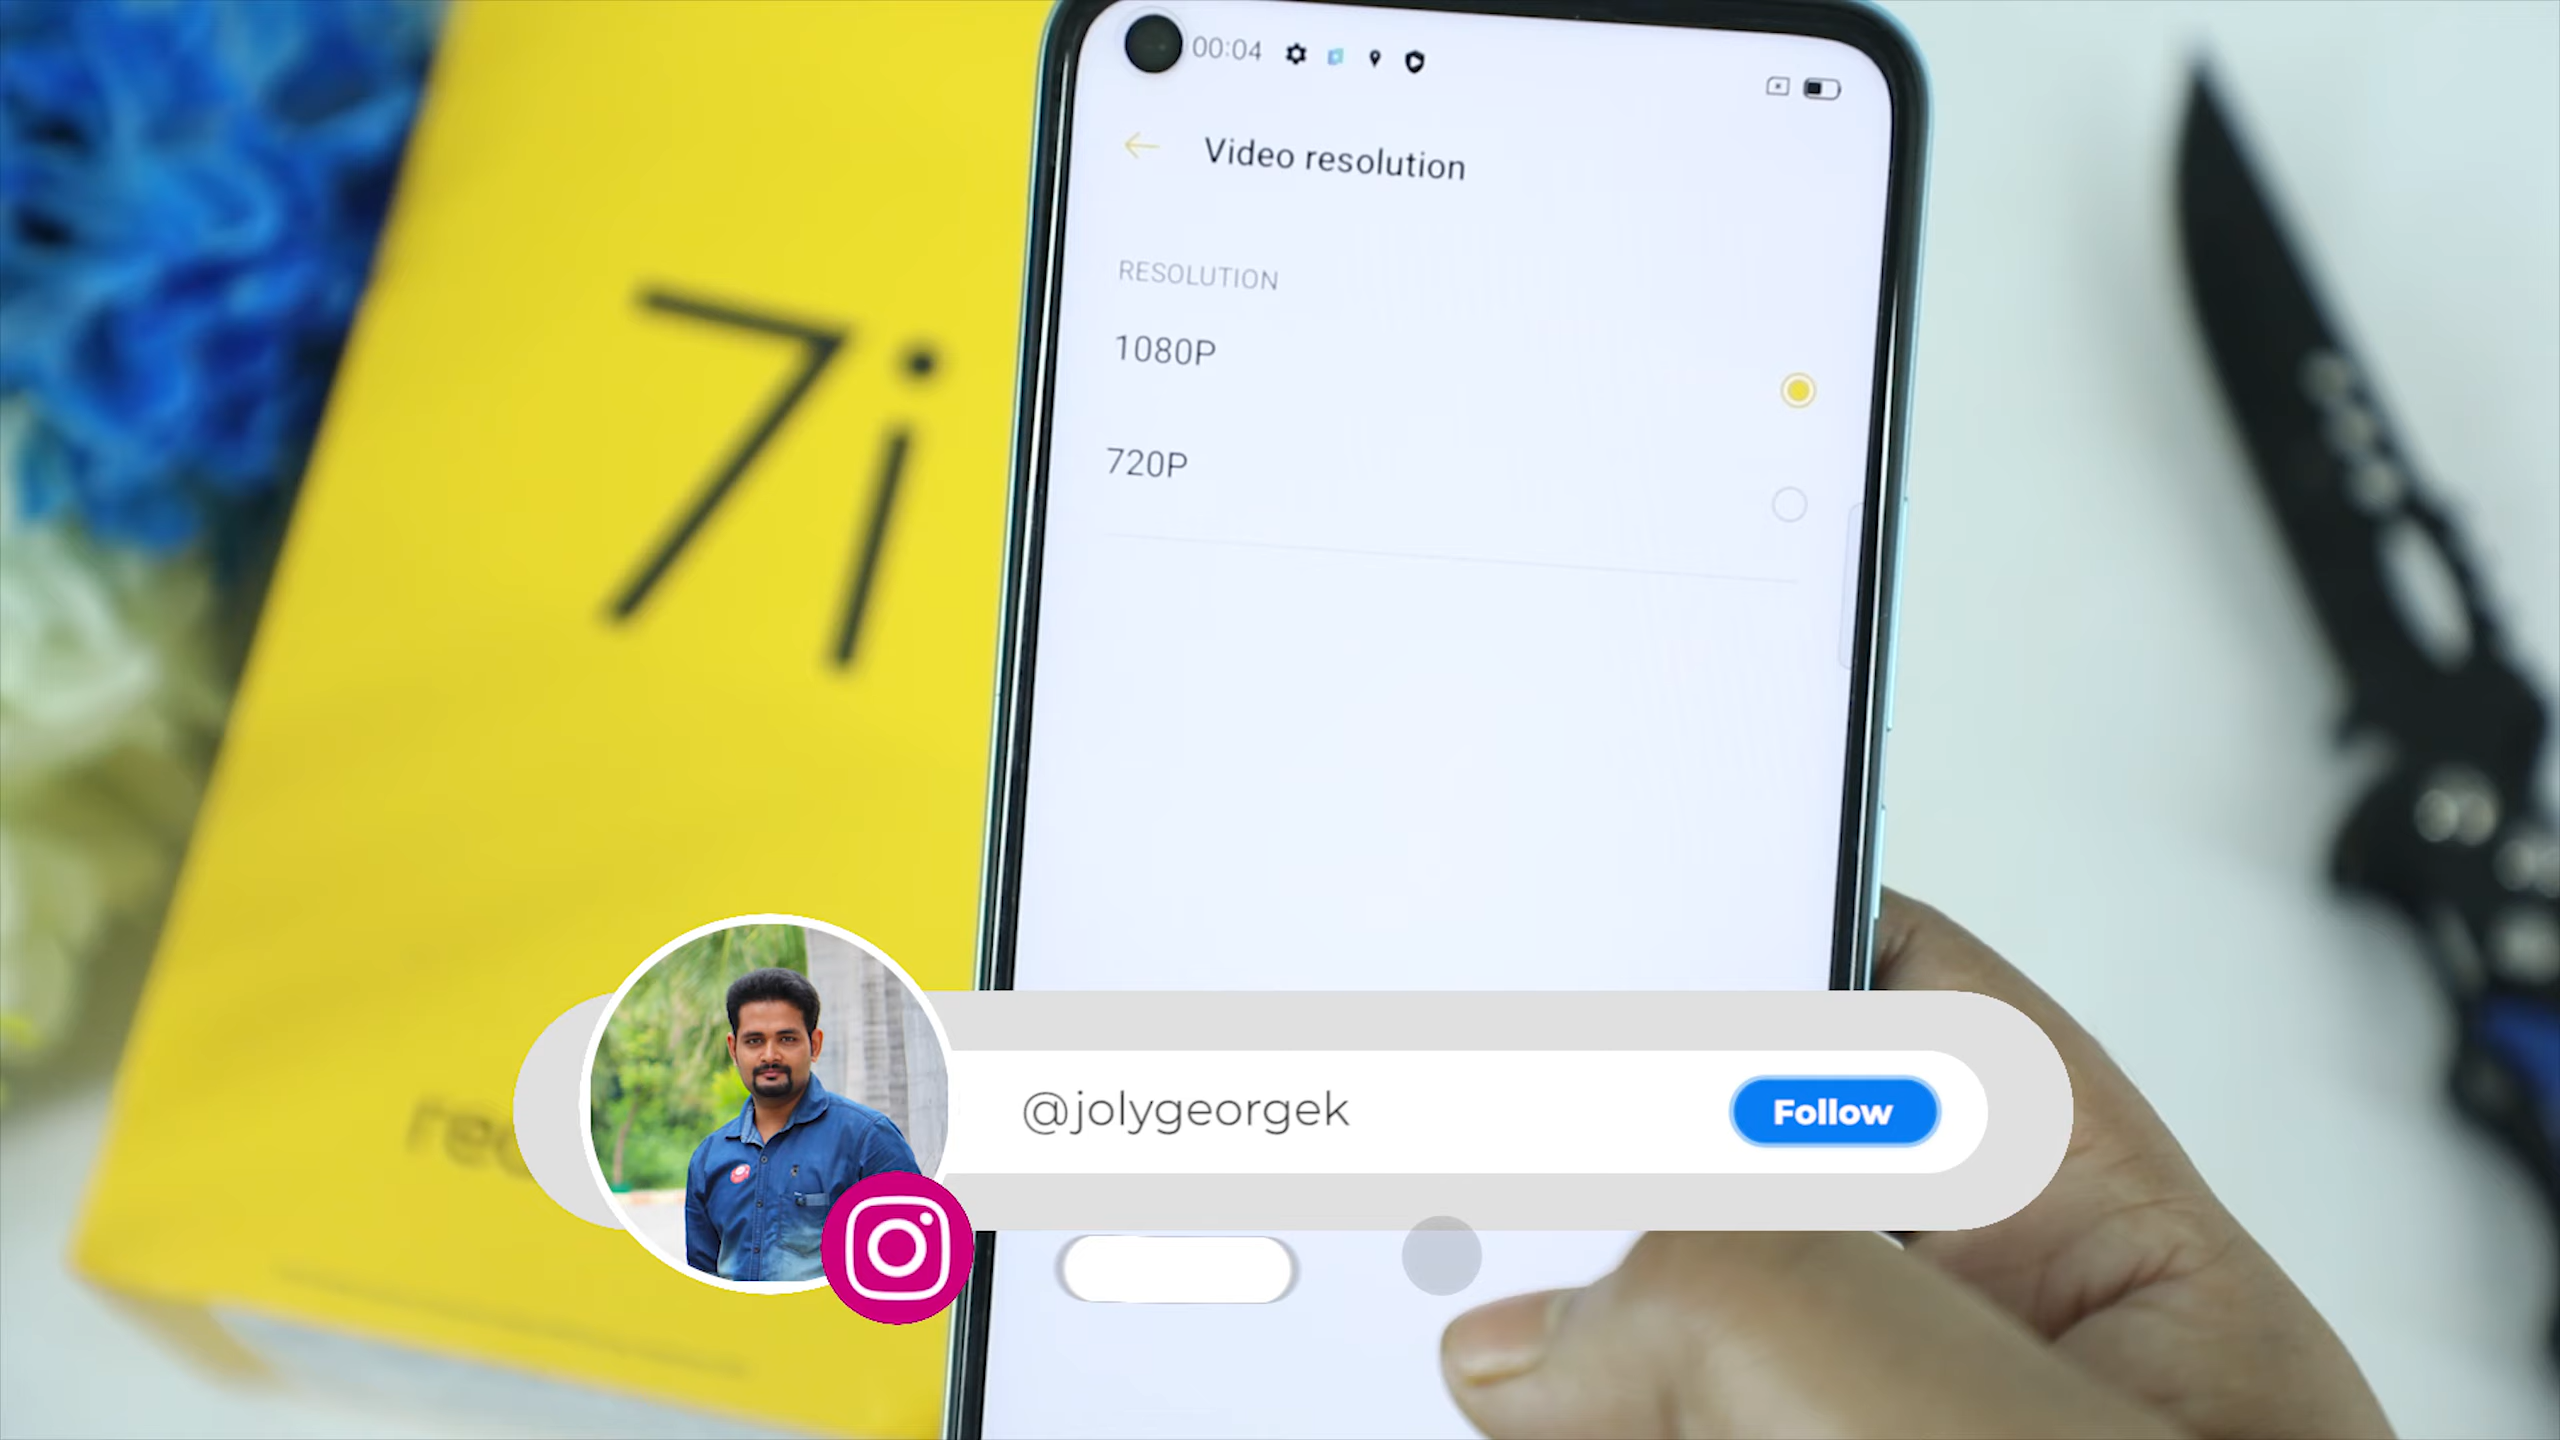 7i
00:04
Video resolution
RESOLUTION
1080P
720P
@jolygeorgek
Follow